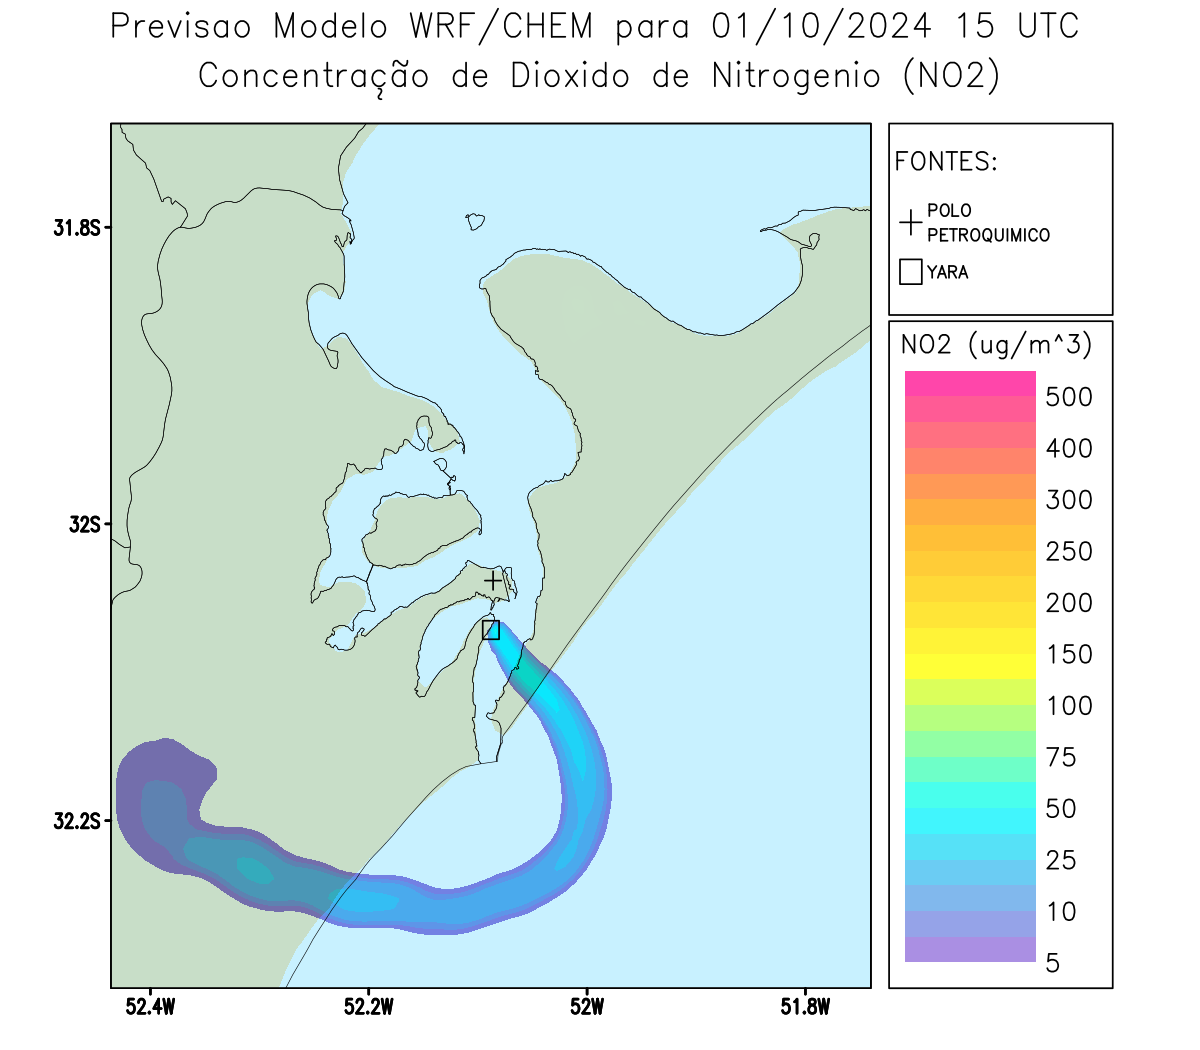 Previsao Modelo WRF/CHEM para 01/10/2024 15 UTC
Concentração de Dioxido de Nitrogenio (NO2)
FONTES:
POLO
PETROQUIMICO
YARA
NO2 (ug/m^3)
500
400
300
250
200
150
100
75
50
25
10
5
31.8S
32S
32.2S
52.4W
52.2W
52W
51.8W